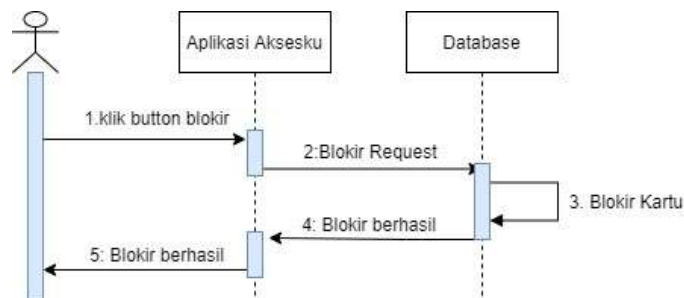 Aplikasi Aksesku
Database
1.klik button blokir
2:Blokir Request
3. Blokir Kartu
4: Blokir berhasil
5: Blokir berhasil